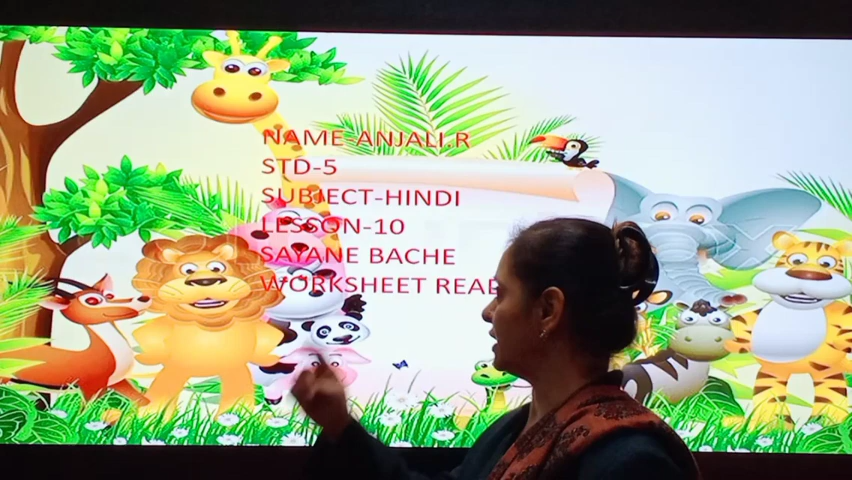 NAME-ANJALI.R
STD-5
SUBJECT-HINDI
LESSON-10
SAYANE BACHE
WORKSHEET